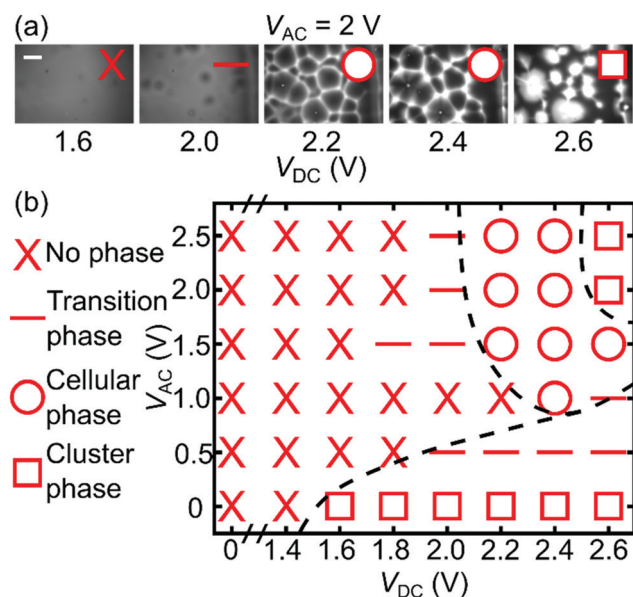 (a)
V_AC = 2 V
1.6 2.0 2.2 2.4 2.6
V_DC (V)
(b)
No phase
Transition
phase
Cellular
phase
Cluster
phase
V_AC (V)
2.5
2.0
1.5
1.0
0.5
0
0 1.4 1.6 1.8 2.0 2.2 2.4 2.6
V_DC (V)